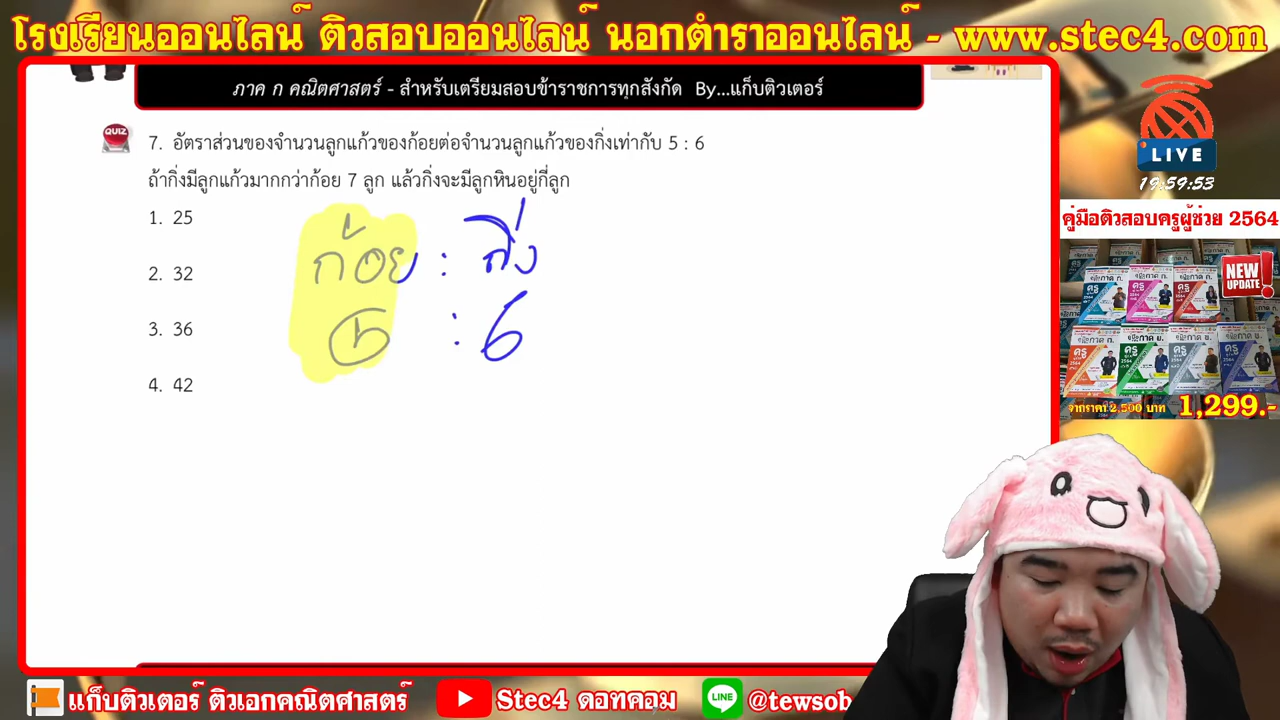 โรงเรียนออนไลน์ ติวสอบออนไลน์ นอกตำราออนไลน์ - www.stec4.com
ภาค ก คณิตศาสตร์ - สำหรับเตรียมสอบข้าราชการทุกสังกัด By...แก็บติวเตอร์
LIVE
19:59:53
QUIZ
7. อัตราส่วนของจำนวนลูกแก้วของก้อยต่อจำนวนลูกแก้วของกิ่งเท่ากับ 5 : 6
ถ้ากิ่งมีลูกแก้วมากกว่าก้อย 7 ลูก แล้วกิ่งจะมีลูกหินอยู่กี่ลูก
1. 25
2. 32
3. 36
4. 42
ก้อย : กิ่ง
5 : 6
คู่มือติวสอบครูผู้ช่วย 2564
NEW
UPDATE
จากราคา 2,500 บาท 1,299.-
แก็บติวเตอร์ ติวเอกคณิตศาสตร์
Stec4 ดอทคอม
LINE
@tewsob